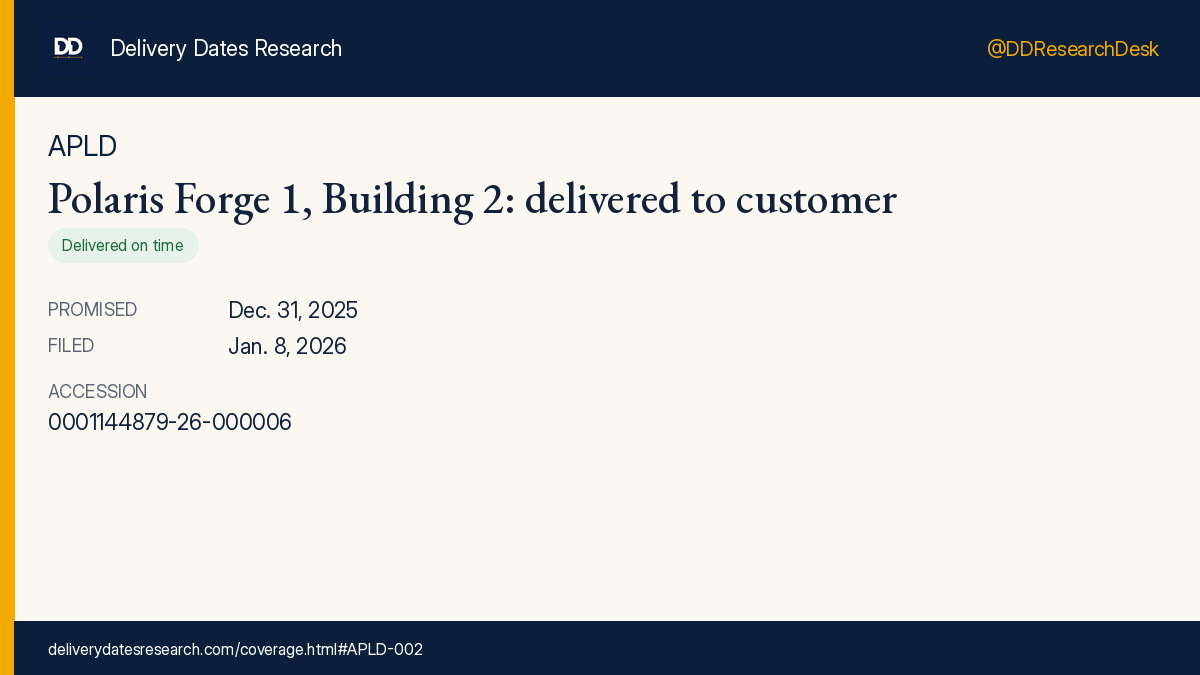 DD
Delivery Dates Research
@DDResearchDesk
APLD
Polaris Forge 1, Building 2: delivered to customer
Delivered on time
PROMISED Dec. 31, 2025
FILED Jan. 8, 2026
ACCESSION
0001144879-26-000006
deliverydatesresearch.com/coverage.html#APLD-002